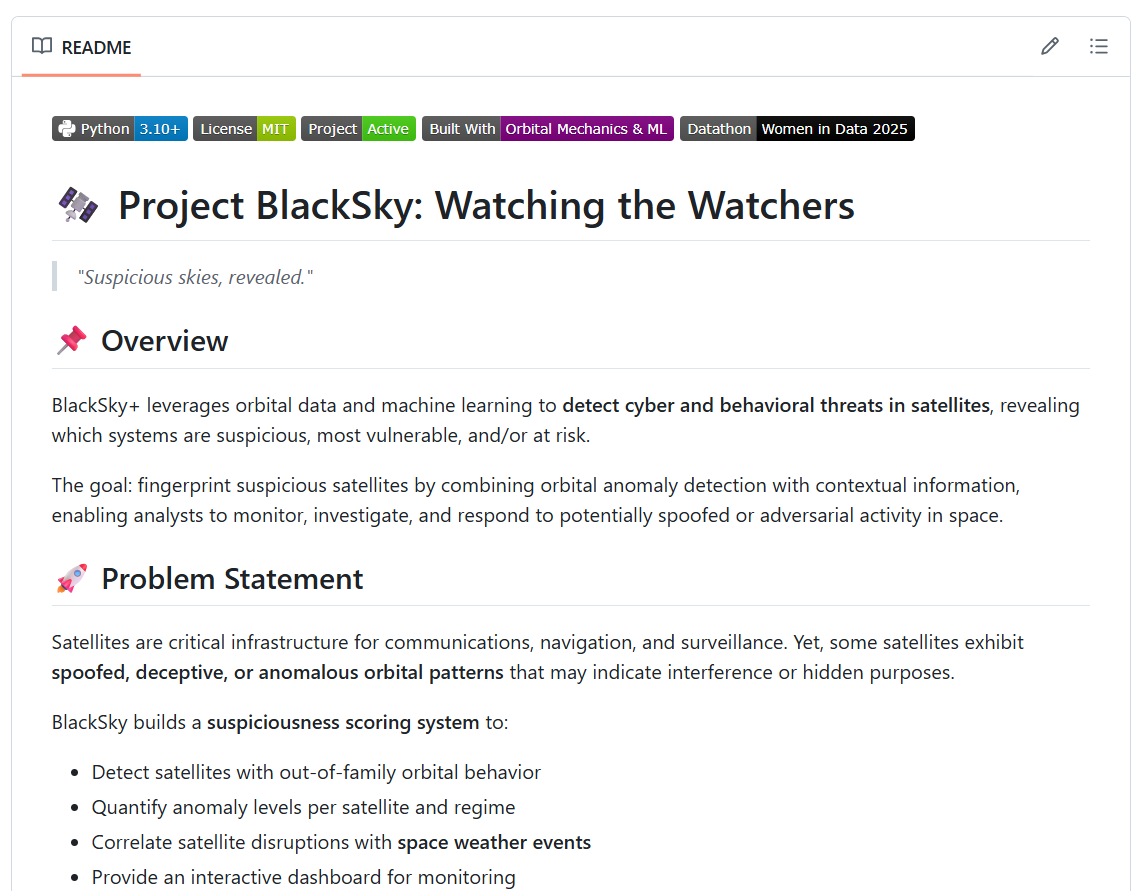 README
Python 3.10+ License MIT Project Active Built With Orbital Mechanics & ML Datathon Women in Data 2025
Project BlackSky: Watching the Watchers
"Suspicious skies, revealed."
Overview
BlackSky+ leverages orbital data and machine learning to detect cyber and behavioral threats in satellites, revealing
which systems are suspicious, most vulnerable, and/or at risk.
The goal: fingerprint suspicious satellites by combining orbital anomaly detection with contextual information,
enabling analysts to monitor, investigate, and respond to potentially spoofed or adversarial activity in space.
Problem Statement
Satellites are critical infrastructure for communications, navigation, and surveillance. Yet, some satellites exhibit
spoofed, deceptive, or anomalous orbital patterns that may indicate interference or hidden purposes.
BlackSky builds a suspiciousness scoring system to:
• Detect satellites with out-of-family orbital behavior
• Quantify anomaly levels per satellite and regime
• Correlate satellite disruptions with space weather events
• Provide an interactive dashboard for monitoring